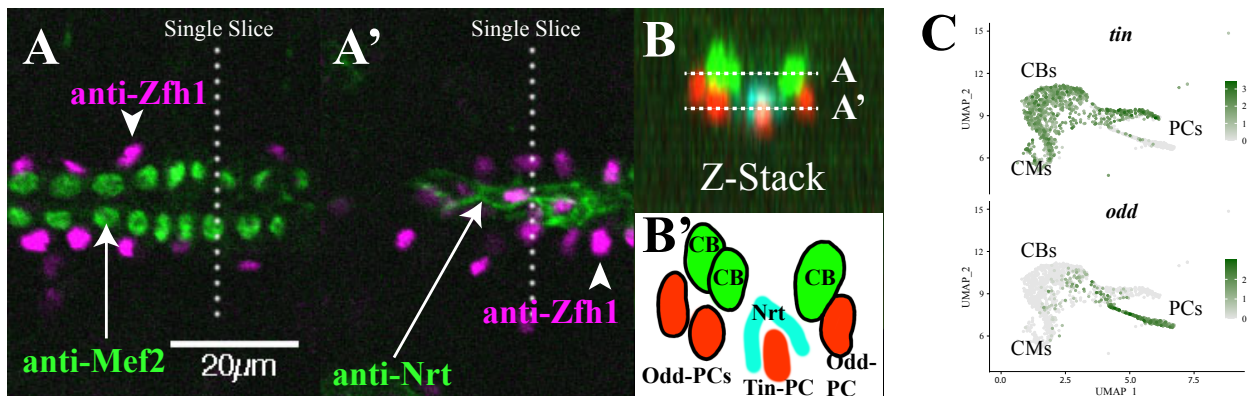 A
Single Slice
anti-Zfh1
anti-Mef2
20μm
A’
Single Slice
anti-Zfh1
anti-Nrt
B
A
A’
Z-Stack
B’
CB
CB
CB
Nrt
Odd-PCs
Tin-PC
Odd-
PC
C
tin
15
12
9
6
UMAP_2
CBs
PCs
CMs
3
2
1
0
odd
15
12
9
6
UMAP_2
CBs
PCs
CMs
2
1
0
0.0
2.5
5.0
7.5
UMAP_1